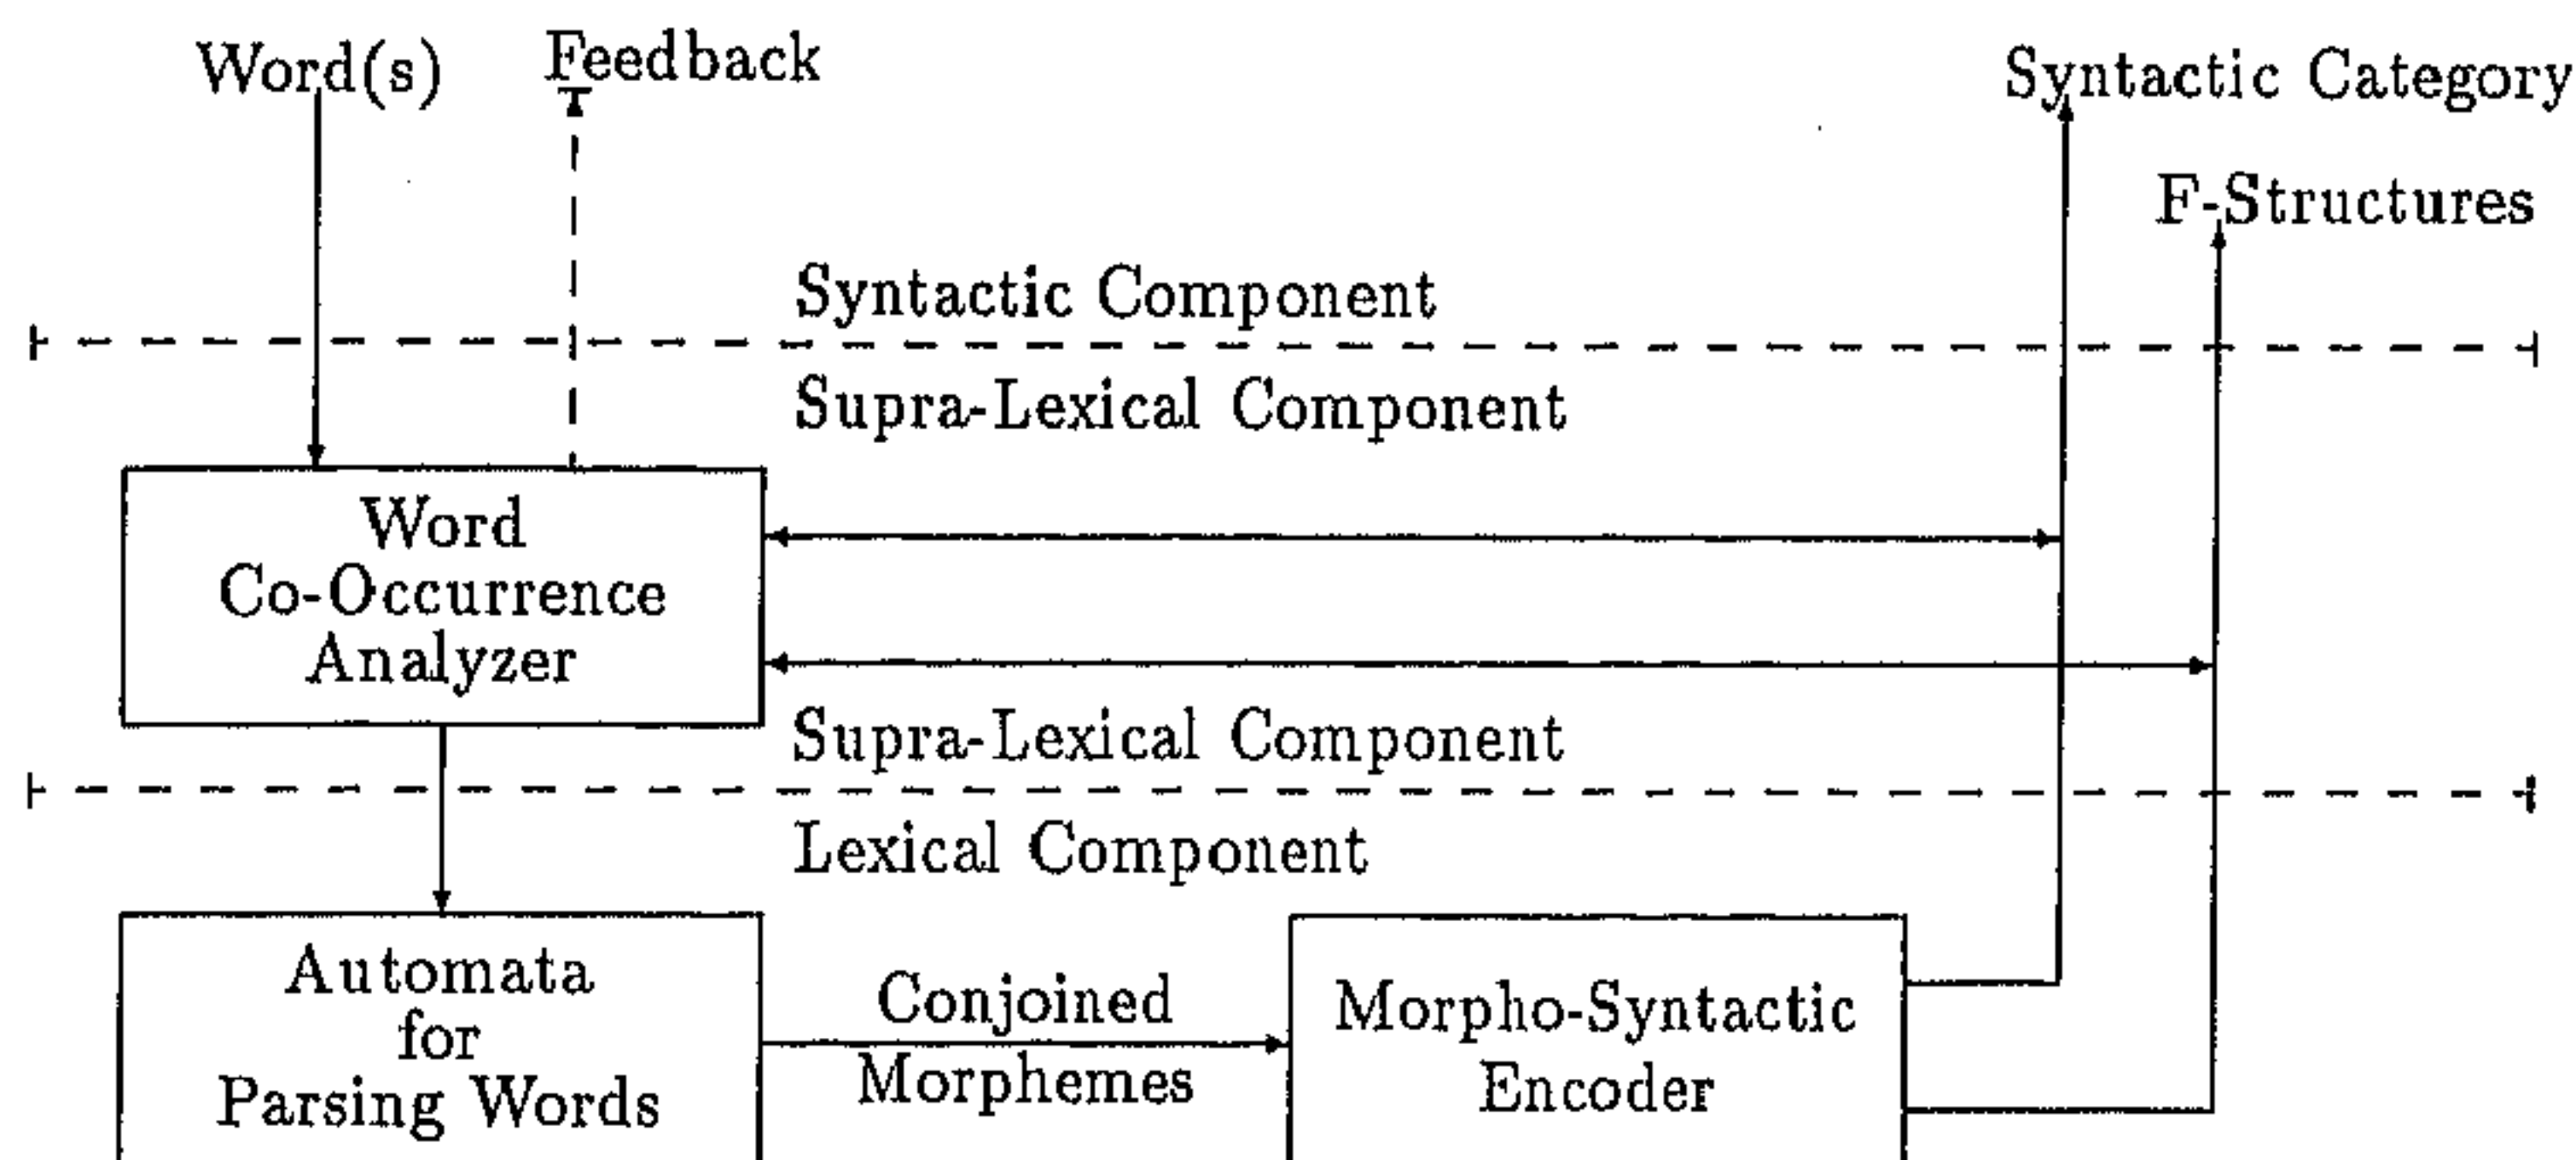 Word(s)
Feedback
Syntactic Category
F-Structures
Syntactic Component
Supra-Lexical Component
Word
Co-Occurrence
Analyzer
Supra-Lexical Component
Lexical Component
Automata
for
Parsing Words
Conjoined
Morphemes
Morpho-Syntactic
Encoder